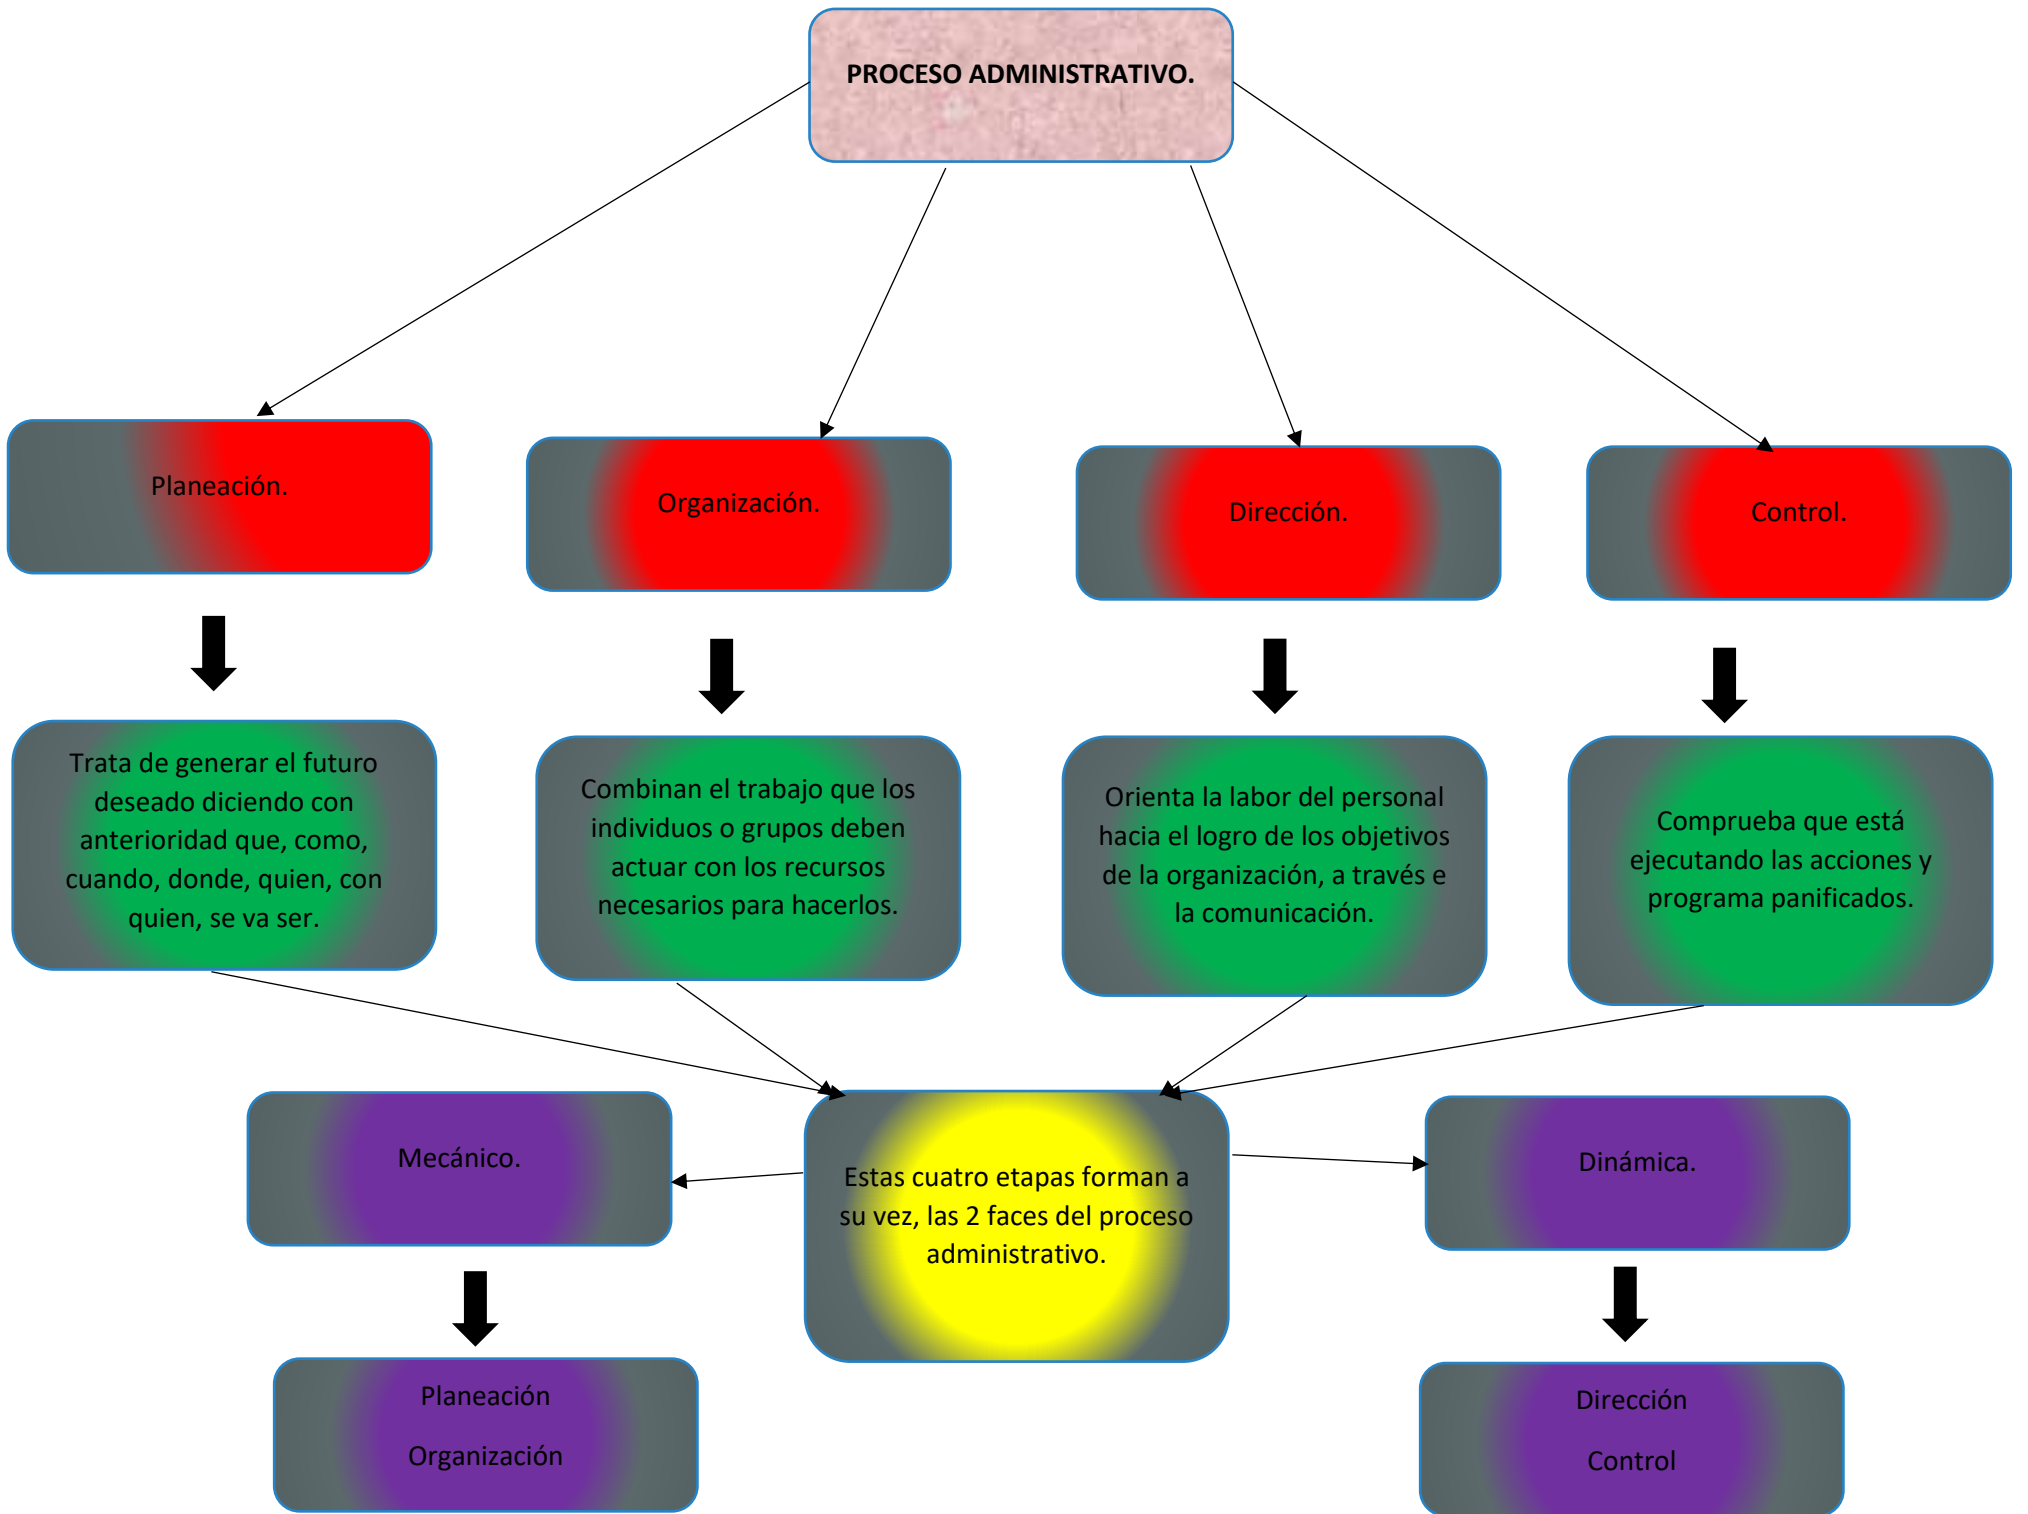 PROCESO ADMINISTRATIVO.
Planeación.
Organización.
Dirección.
Control.
Trata de generar el futuro
deseado diciendo con
anterioridad que, como,
cuando, donde, quien, con
quien, se va ser.
Combinan el trabajo que los
individuos o grupos deben
actuar con los recursos
necesarios para hacerlos.
Orienta la labor del personal
hacia el logro de los objetivos
de la organización, a través e
la comunicación.
Comprueba que está
ejecutando las acciones y
programa panificados.
Mecánico.
Estas cuatro etapas forman a
su vez, las 2 faces del proceso
administrativo.
Dinámica.
Planeación
Organización
Dirección
Control